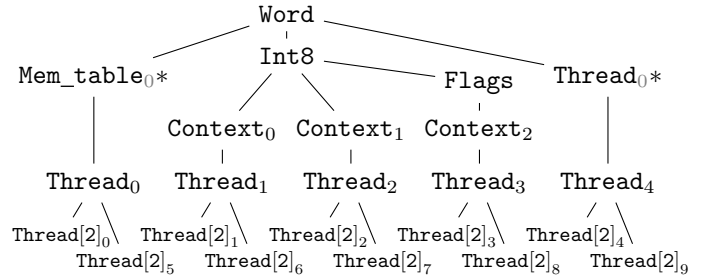 Word
Int8
Mem_table₀* Flags Thread₀*
Context₀ Context₁ Context₂
Thread₀ Thread₁ Thread₂ Thread₃ Thread₄
Thread[2]₀ Thread[2]₁ Thread[2]₂ Thread[2]₃ Thread[2]₄
Thread[2]₅ Thread[2]₆ Thread[2]₇ Thread[2]₈ Thread[2]₉